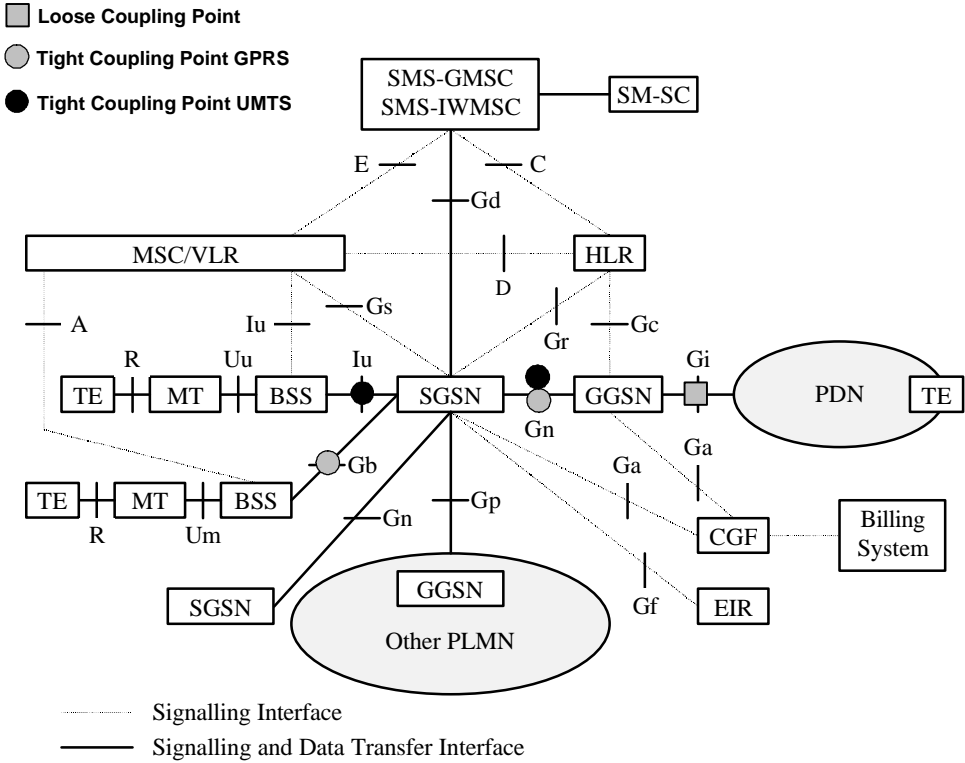 Loose Coupling Point
Tight Coupling Point GPRS
Tight Coupling Point UMTS
SMS-GMSC
SMS-IWMSC
SM-SC
E
C
Gd
MSC/VLR
HLR
D
Gs
A
Iu
Gr
Gc
R
Uu
Iu
Gi
TE
MT
BSS
SGSN
GGSN
PDN
TE
Gn
Gb
Ga
Ga
TE
MT
BSS
Gp
R
Um
Gn
CGF
Billing
System
GGSN
Gf
SGSN
EIR
Other PLMN
Signalling Interface
Signalling and Data Transfer Interface